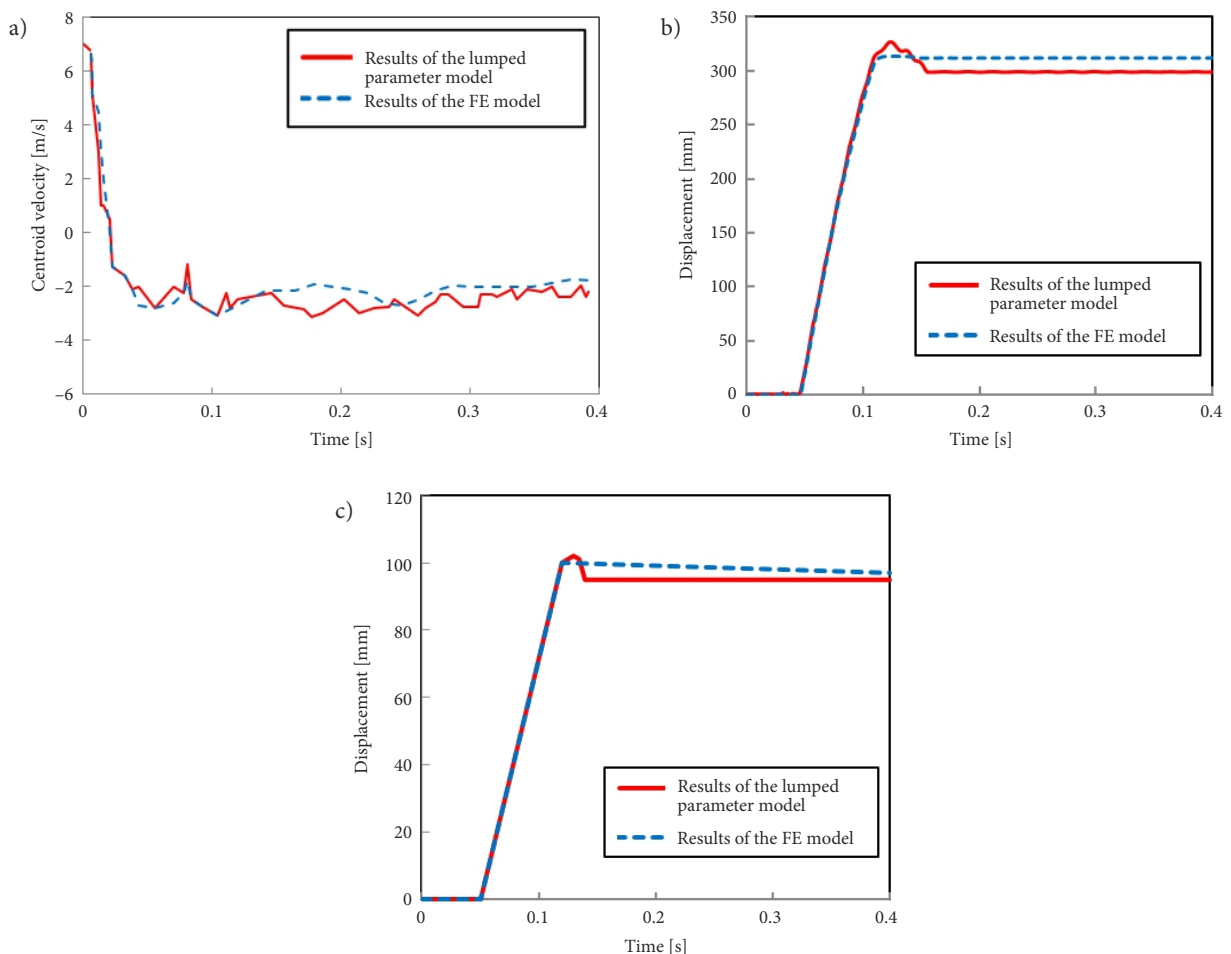 a)
8
6
4
2
0
–2
–4
–6
Centroid velocity [m/s]
Results of the lumped
parameter model
Results of the FE model
0
0.1
0.2
0.3
0.4
Time [s]
b)
350
300
250
200
150
100
50
0
Displacement [mm]
Results of the lumped
parameter model
Results of the FE model
0
0.1
0.2
0.3
0.4
Time [s]
c)
120
100
80
60
40
20
0
Displacement [mm]
Results of the lumped
parameter model
Results of the FE model
0
0.1
0.2
0.3
0.4
Time [s]